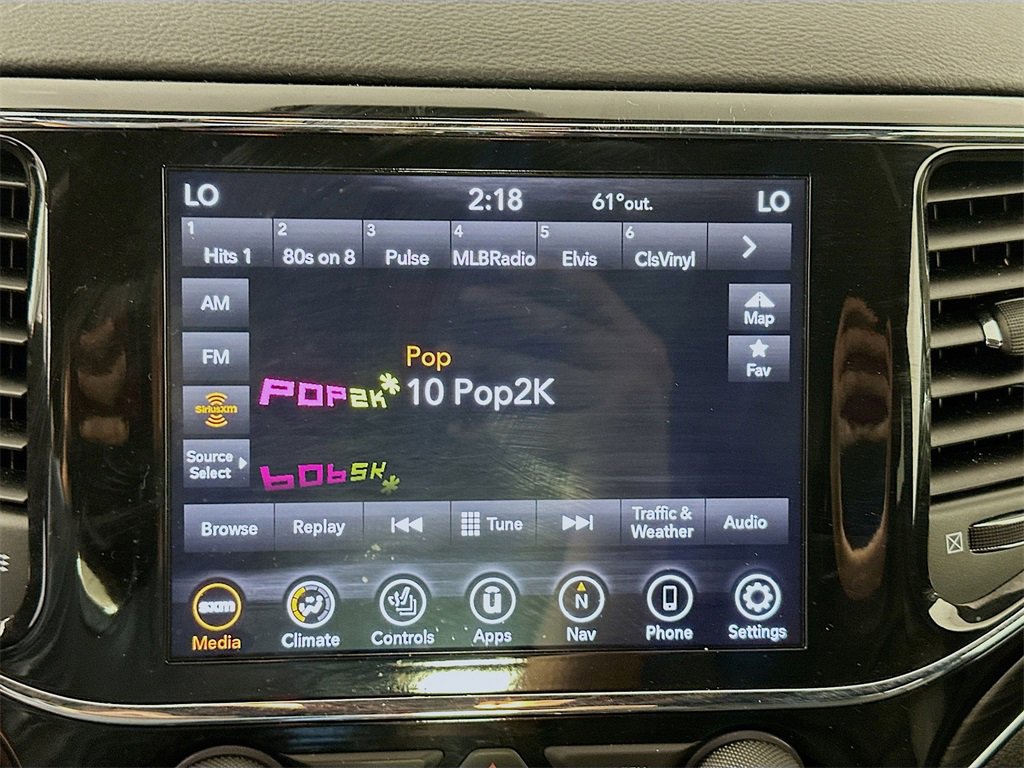 LO 2:18 61°out. LO
1 2 3 4 5 6
Hits 1 80s on 8 Pulse MLBRadio Elvis ClsVinyl
AM
Map
FM
Pop
Fav
POP2K 10 Pop2K
SiriusXM
Source
Select
Browse Replay Tune Traffic &
Weather Audio
sxm ū N
Media Climate Controls Apps Nav Phone Settings